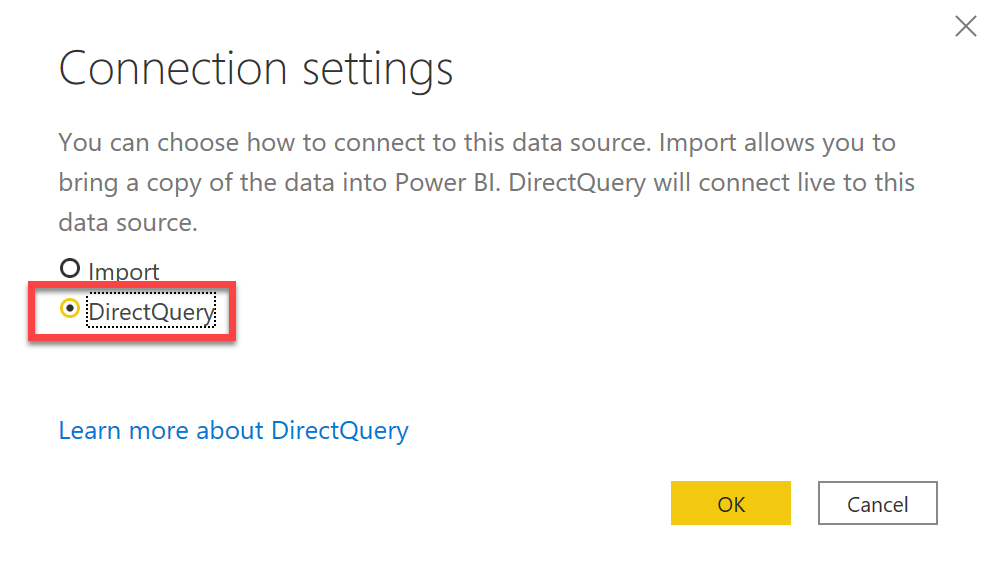 Connection settings
You can choose how to connect to this data source. Import allows you to
bring a copy of the data into Power BI. DirectQuery will connect live to this
data source.
Import
DirectQuery
Learn more about DirectQuery
OK
Cancel